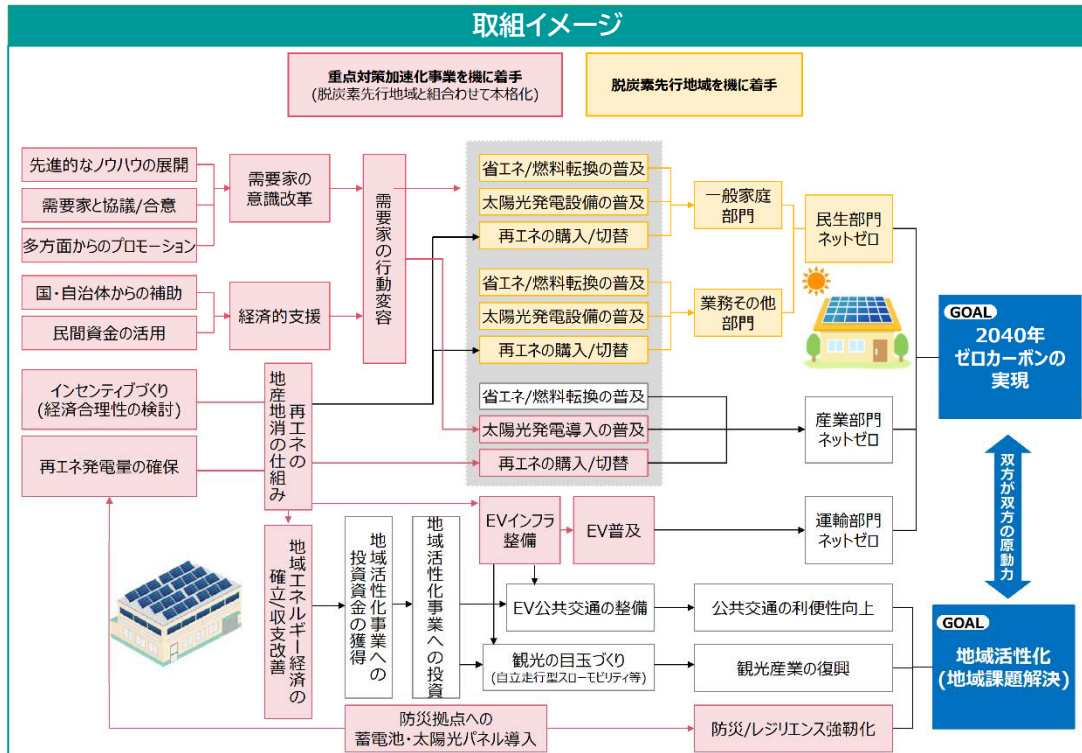 取組イメージ
重点対策加速化事業を機に着手
(脱炭素先行地域と組合わせて本格化)
脱炭素先行地域を機に着手
先進的なノウハウの展開
需要家と協議/合意
多方面からのプロモーション
国・自治体からの補助
民間資金の活用
インセンティブづくり
(経済合理性の検討)
再エネ発電量の確保
需要家の
意識改革
経済的支援
需要家の行動変容
再エネの
地産地消の仕組み
省エネ/燃料転換の普及
太陽光発電設備の普及
再エネの購入/切替
省エネ/燃料転換の普及
太陽光発電設備の普及
再エネの購入/切替
省エネ/燃料転換の普及
太陽光発電導入の普及
再エネの購入/切替
一般家庭
部門
業務その他
部門
民生部門
ネットゼロ
産業部門
ネットゼロ
運輸部門
ネットゼロ
EVインフラ
整備
EV普及
地域エネルギー経済の
確立/収支改善
地域活性化事業への
投資資金の獲得
地域活性化事業への投資
EV公共交通の整備
公共交通の利便性向上
観光の目玉づくり
(自立走行型スローモビリティ等)
観光産業の復興
防災拠点への
蓄電池・太陽光パネル導入
防災/レジリエンス強靭化
GOAL
2040年
ゼロカーボンの
実現
双方が双方の原動力
GOAL
地域活性化
(地域課題解決)